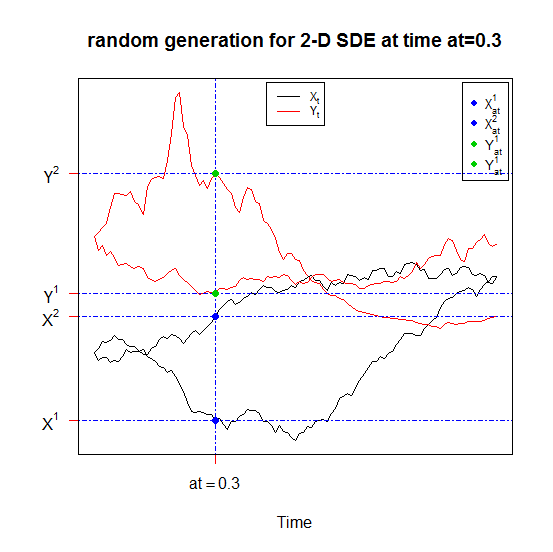 random generation for 2-D SDE at time at=0.3
Xt
Yt
X1at
X2at
Y1at
Y1at
Y2
Y1
X2
X1
at = 0.3
Time